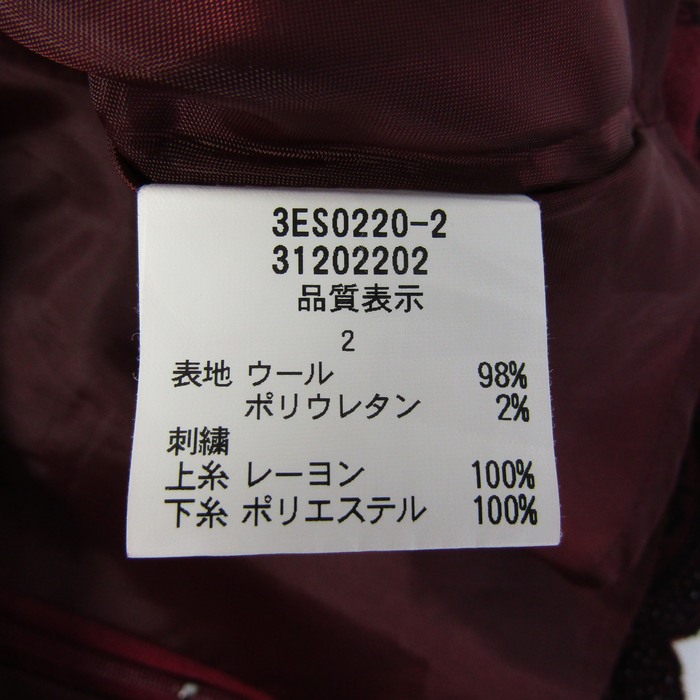 3ES0220-2
31202202
品質表示
2
表地 ウール 98%
ポリウレタン 2%
刺繍
上糸 レーヨン 100%
下糸 ポリエステル 100%